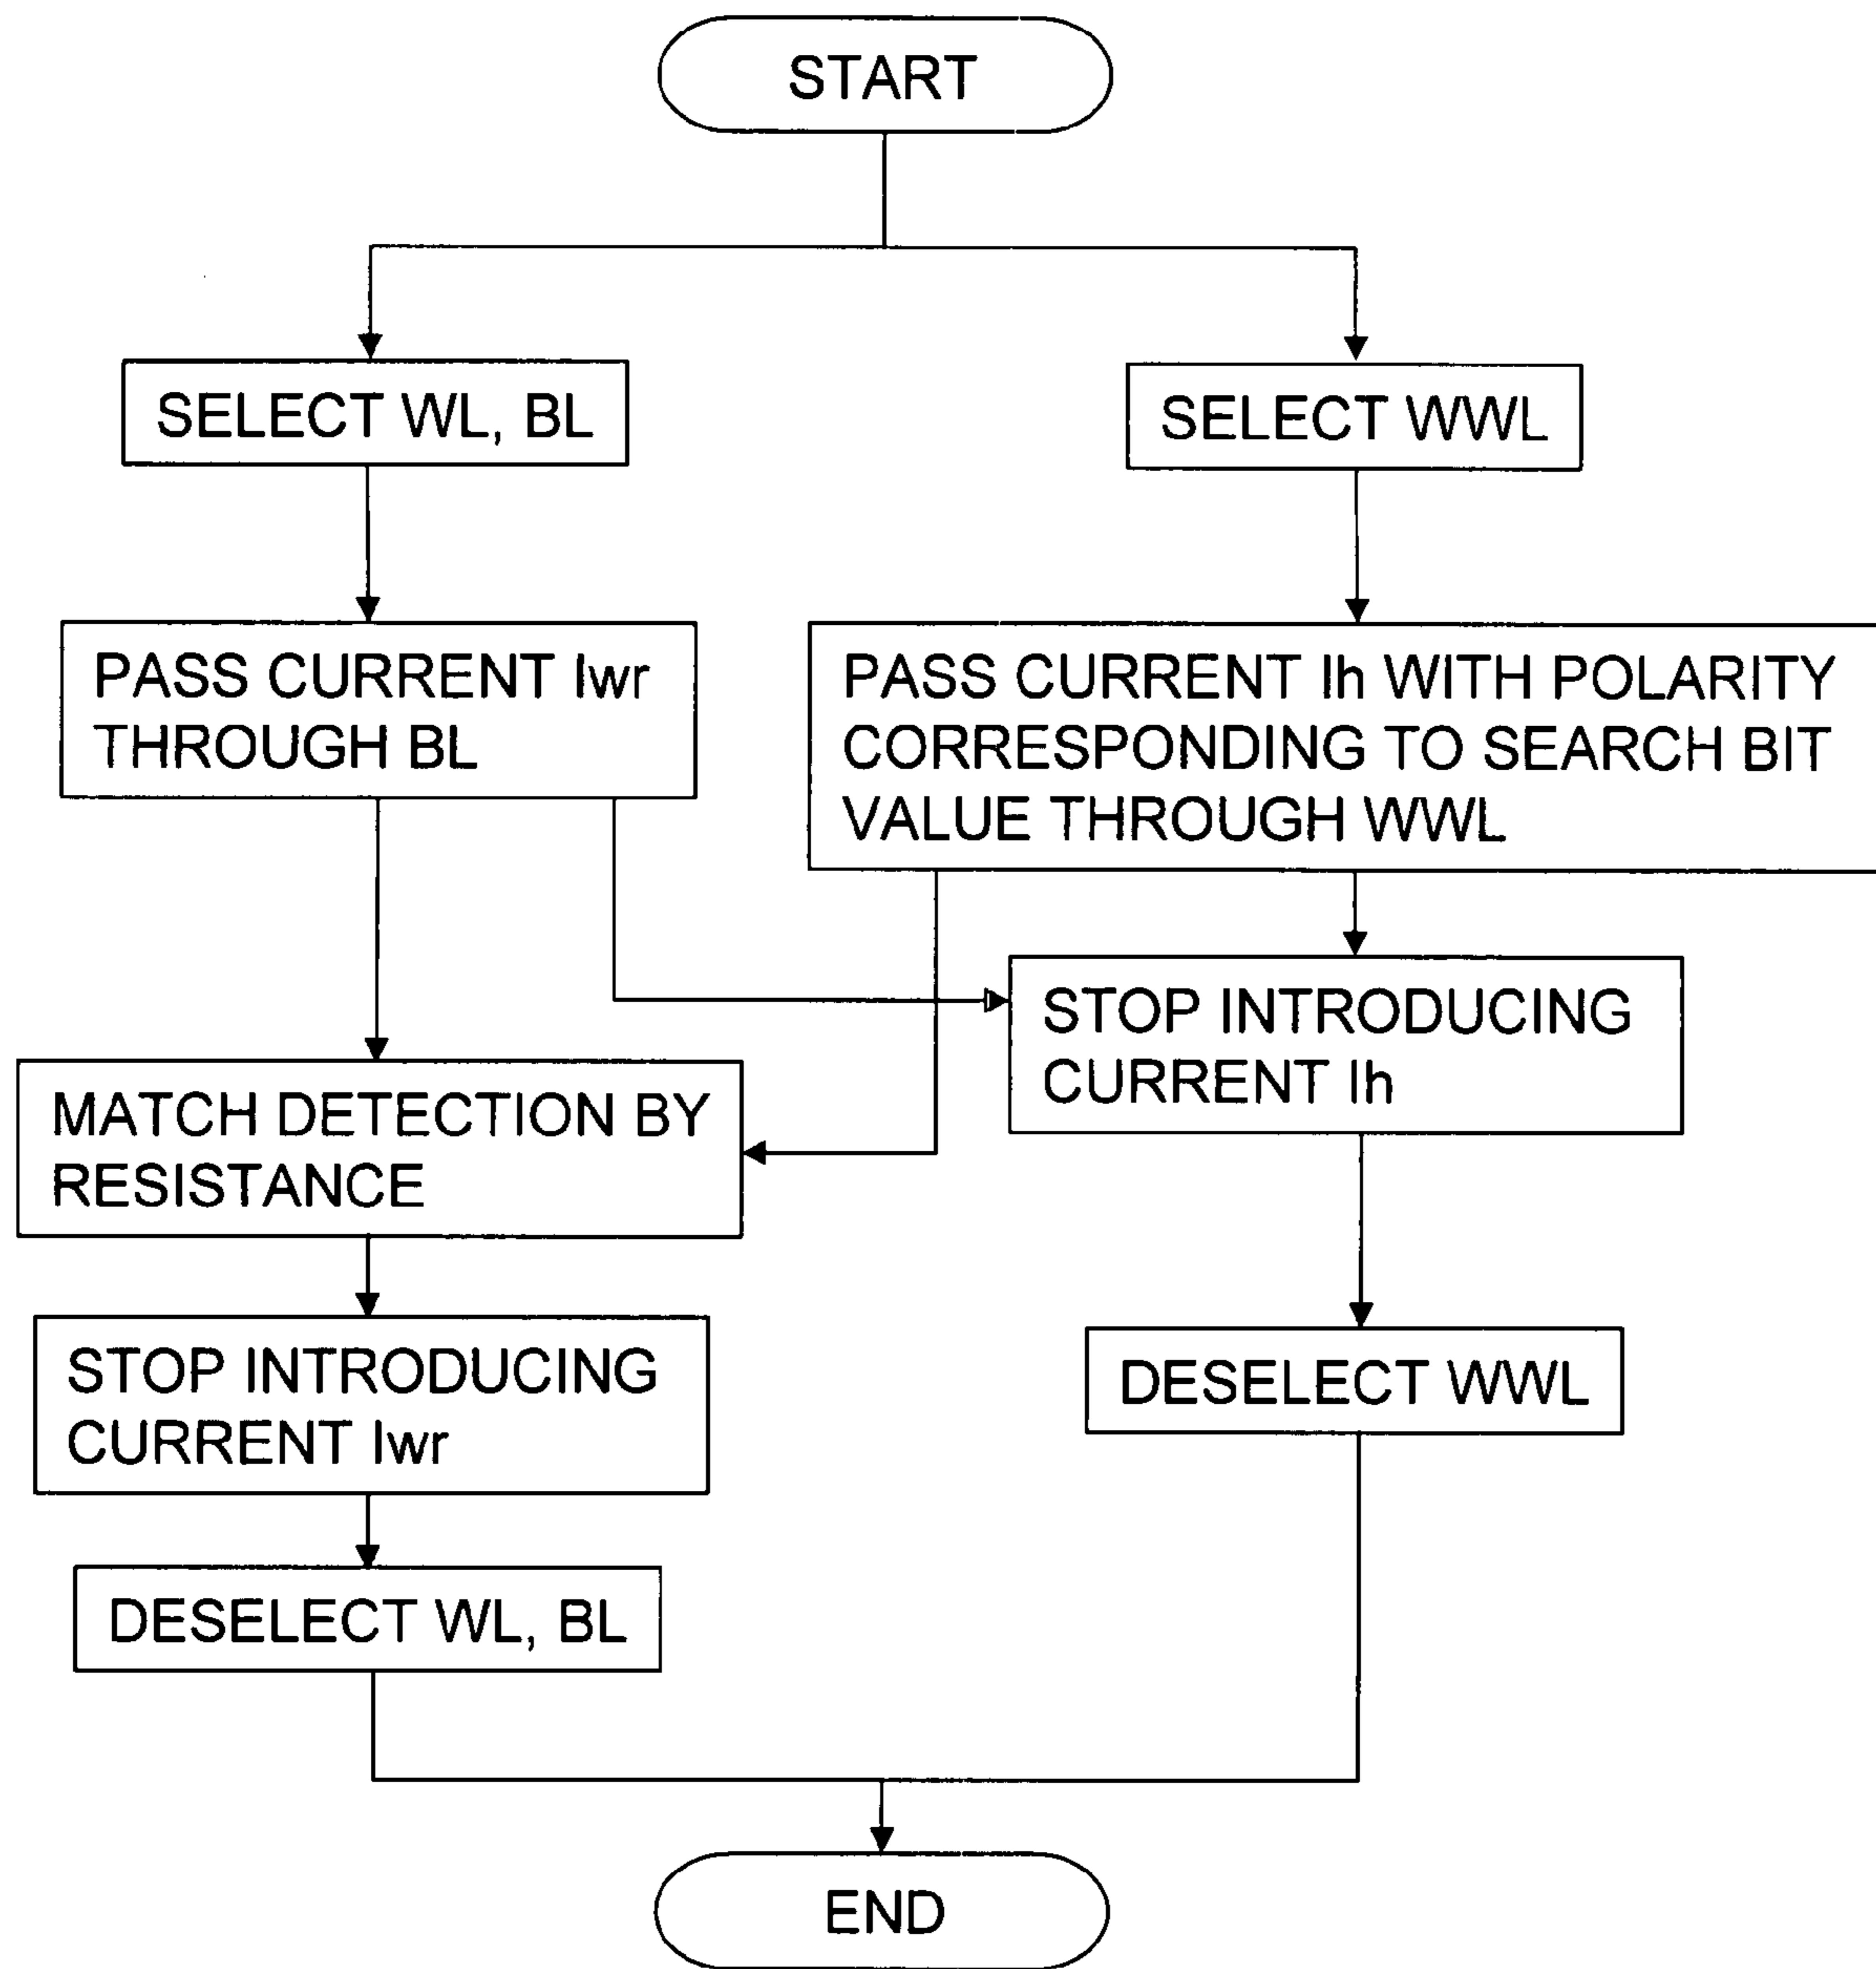 START
SELECT WL, BL
SELECT WWL
PASS CURRENT Iwr
THROUGH BL
PASS CURRENT Ih WITH POLARITY
CORRESPONDING TO SEARCH BIT
VALUE THROUGH WWL
STOP INTRODUCING
CURRENT Ih
MATCH DETECTION BY
RESISTANCE
STOP INTRODUCING
CURRENT Iwr
DESELECT WWL
DESELECT WL, BL
END